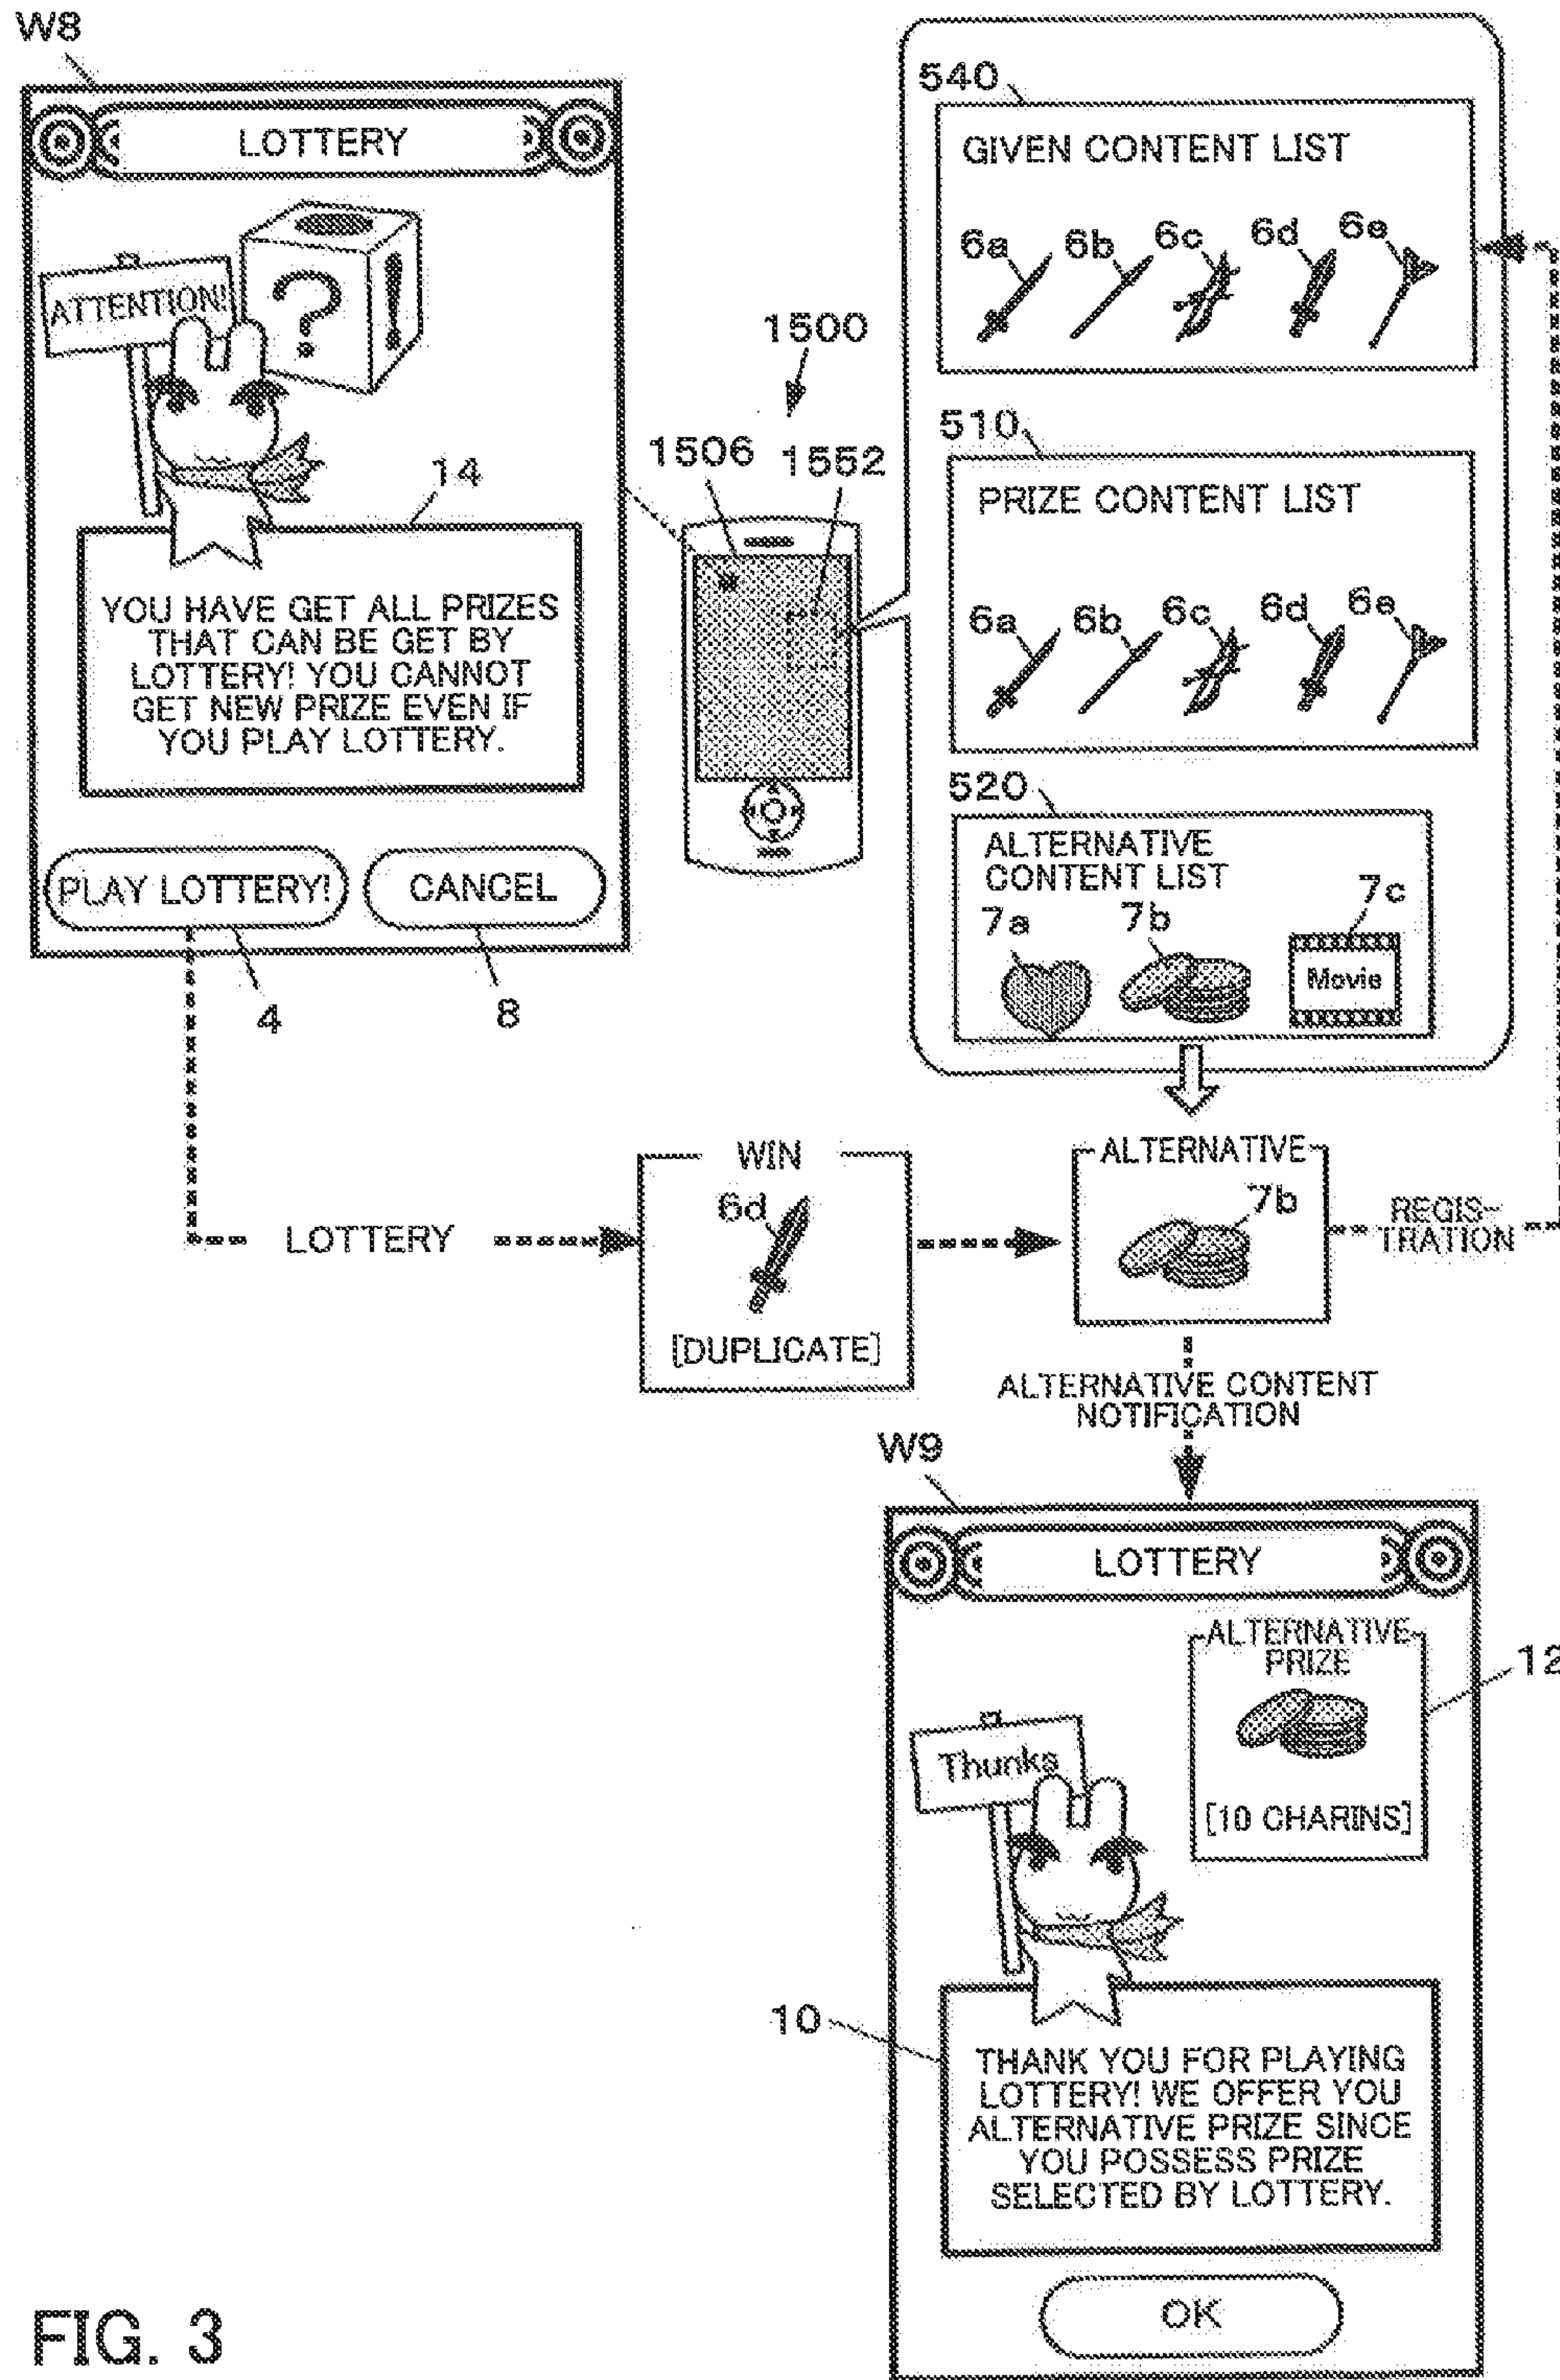 W8
LOTTERY
ATTENTION!
?
!
14
YOU HAVE GET ALL PRIZES
THAT CAN BE GET BY
LOTTERY! YOU CANNOT
GET NEW PRIZE EVEN IF
YOU PLAY LOTTERY.
PLAY LOTTERY!
CANCEL
4
8
1500
1506
1552
540
GIVEN CONTENT LIST
6a
6b
6c
6d
6e
510
PRIZE CONTENT LIST
6a
6b
6c
6d
6e
520
ALTERNATIVE
CONTENT LIST
7a
7b
7c
Movie
LOTTERY
WIN
6d
[DUPLICATE]
ALTERNATIVE
7b
REGIS-
TRATION
ALTERNATIVE CONTENT
NOTIFICATION
W9
LOTTERY
ALTERNATIVE
PRIZE
12
[10 CHARINS]
Thunks
10
THANK YOU FOR PLAYING
LOTTERY! WE OFFER YOU
ALTERNATIVE PRIZE SINCE
YOU POSSESS PRIZE
SELECTED BY LOTTERY.
OK
FIG. 3